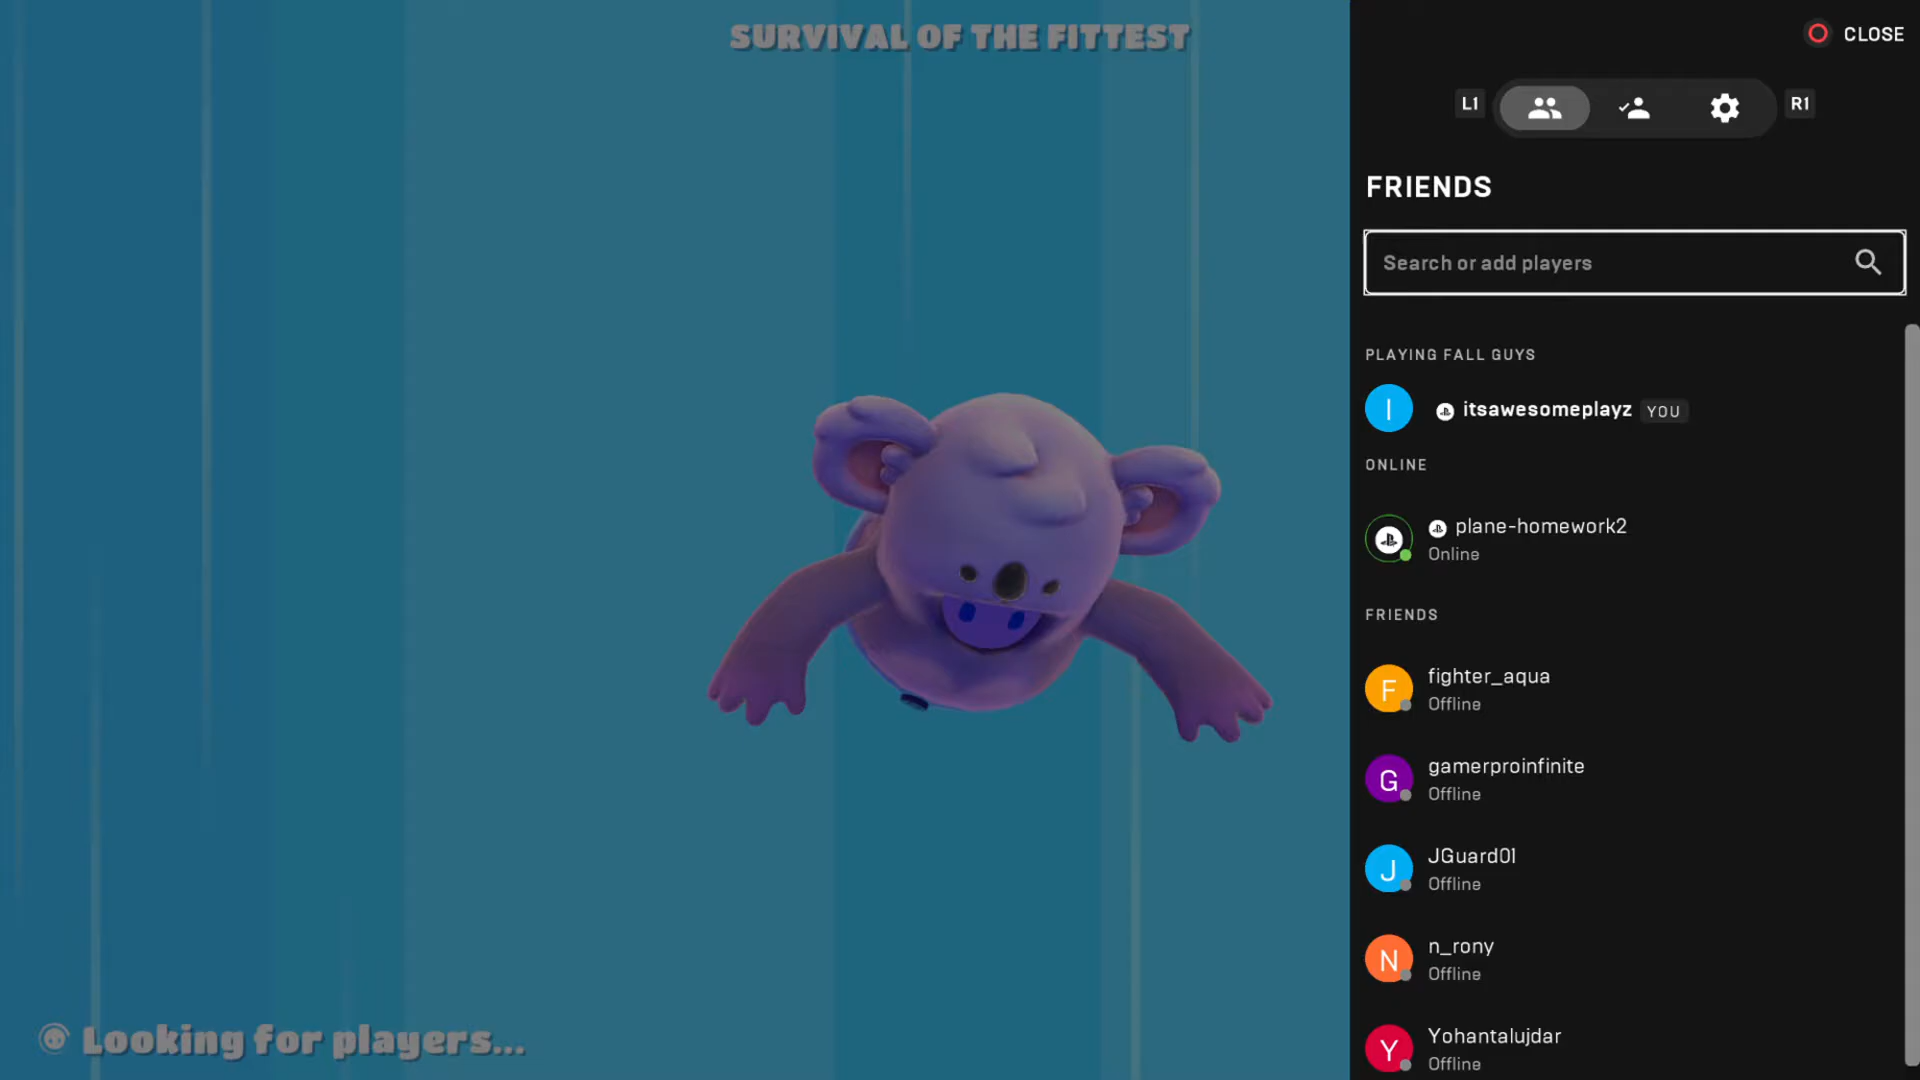 SURVIVAL OF THE FITTEST
CLOSE
L1
R1
FRIENDS
Search or add players
PLAYING FALL GUYS
I
itsawesomeplayz YOU
ONLINE
plane-homework2
Online
FRIENDS
F
fighter_aqua
Offline
G
gamerproinfinite
Offline
J
JGuard01
Offline
N
n_rony
Offline
Y
Yohantalujdar
Offline
Looking for players...